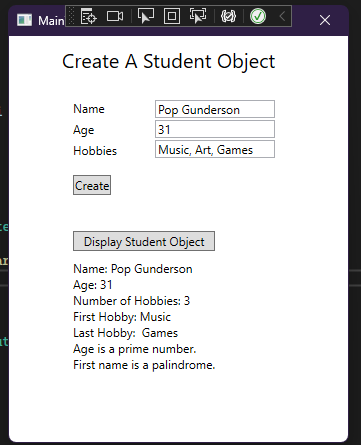 Main
Create A Student Object
Name Pop Gunderson
Age 31
Hobbies Music, Art, Games
Create
Display Student Object
Name: Pop Gunderson
Age: 31
Number of Hobbies: 3
First Hobby: Music
Last Hobby:  Games
Age is a prime number.
First name is a palindrome.